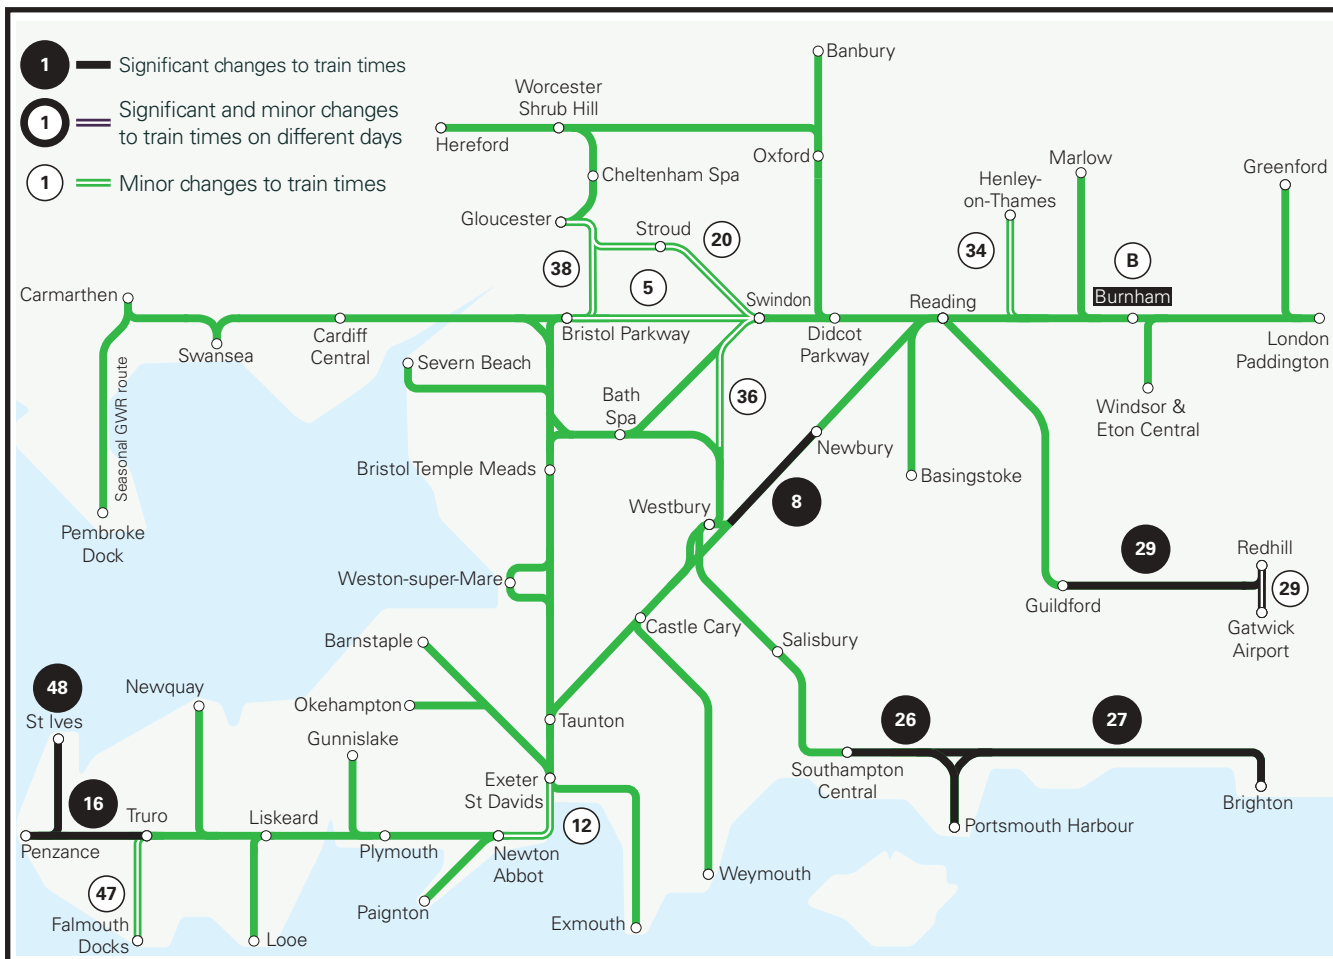 1
Significant changes to train times
1
Significant and minor changes
to train times on different days
1
Minor changes to train times
Banbury
Worcester
Shrub Hill
Hereford
Oxford
Marlow
Greenford
Cheltenham Spa
Henley-
on-Thames
Gloucester
Stroud
20
34
B
38
5
Carmarthen
Swindon
Reading
Burnham
Swansea
Cardiff
Central
Bristol Parkway
Didcot
Parkway
London
Paddington
Severn Beach
Bath
Spa
36
Windsor &
Eton Central
Seasonal GWR route
Newbury
Bristol Temple Meads
Basingstoke
8
Westbury
Pembroke
Dock
29
Redhill
Weston-super-Mare
29
Guildford
Gatwick
Airport
Castle Cary
Barnstaple
Salisbury
48
Newquay
St Ives
Okehampton
Taunton
26
27
Gunnislake
Southampton
Central
Exeter
St Davids
16
Brighton
Truro
Liskeard
12
Portsmouth Harbour
Penzance
Plymouth
Newton
Abbot
Weymouth
47
Paignton
Falmouth
Docks
Looe
Exmouth